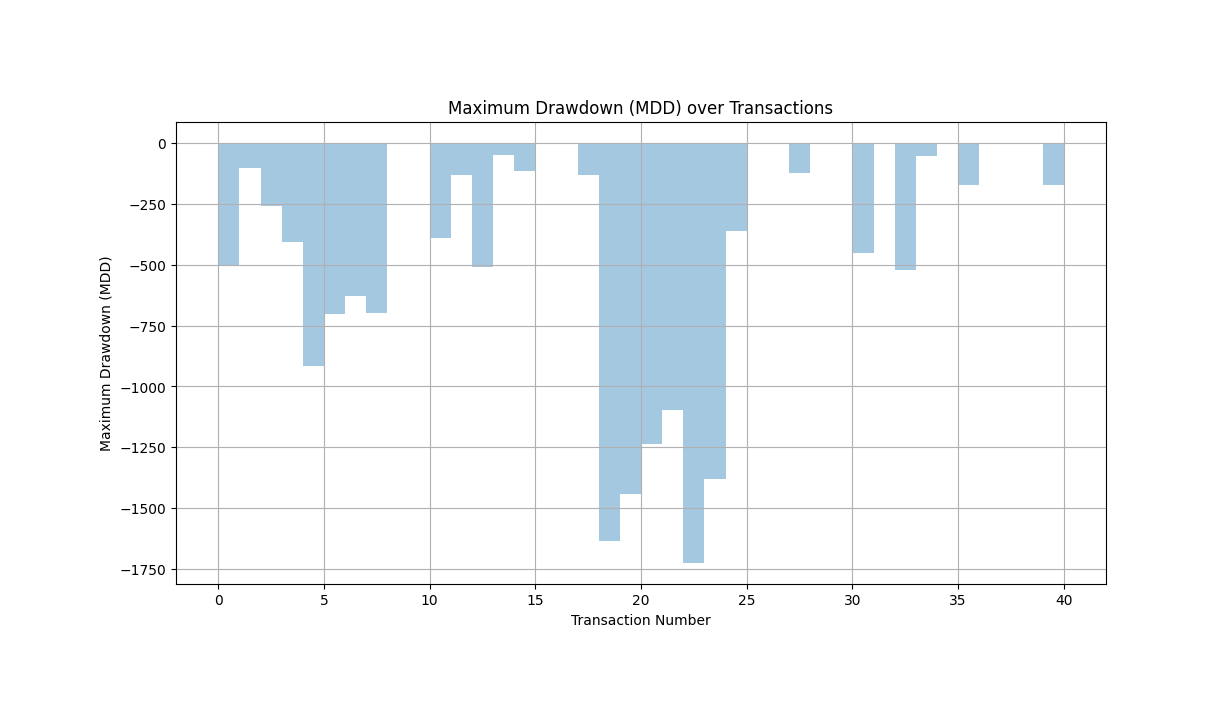 Maximum Drawdown (MDD) over Transactions
0
−250
−500
−750
−1000
−1250
−1500
−1750
Maximum Drawdown (MDD)
0 5 10 15 20 25 30 35 40
Transaction Number